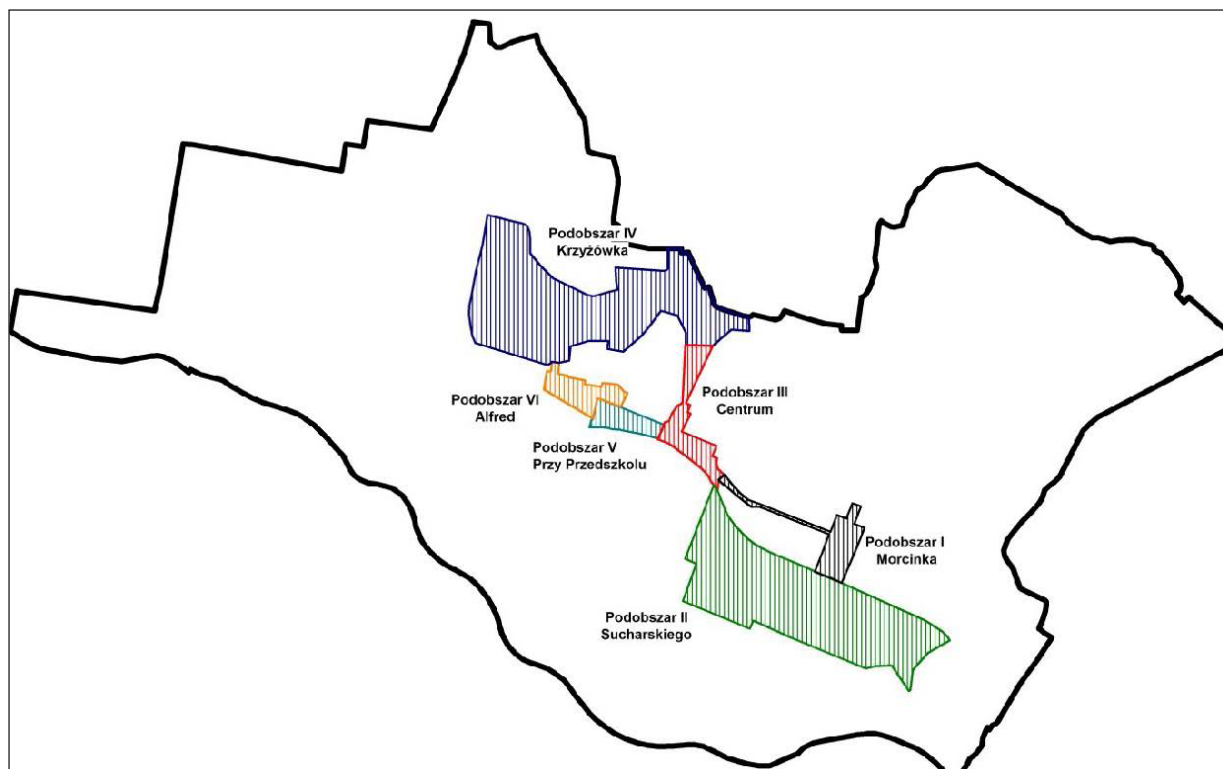 Podobszar IV
Krzyżówka
Podobszar III
Centrum
Podobszar VI
Alfred
Podobszar V
Przy Przedszkolu
Podobszar I
Morcinka
Podobszar II
Sucharskiego